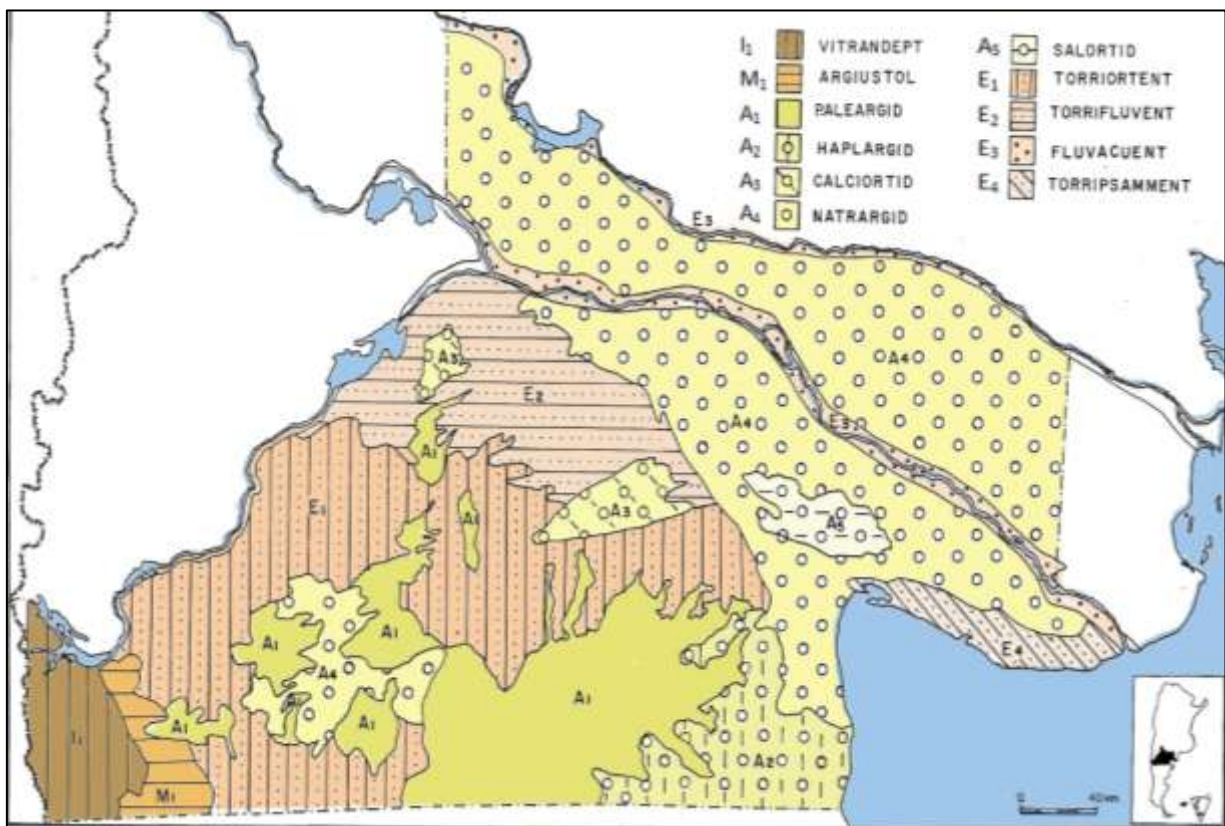 I1 VITRANDEPT
M1 ARGIUSTOL
A1 PALEARGID
A2 HAPLARGID
A3 CALCIORTID
A4 NATRARGID
A5 SALORTID
E1 TORRIORTENT
E2 TORRIFLUVENT
E3 FLUVACUENT
E4 TORRIPSAMMENT
E3
A4
A3
E2
A4
E3
A1
E1
A1
A3
A5
A1
A1
A4
E4
A1
A1
A1
I1
A2
M1
0 40 km